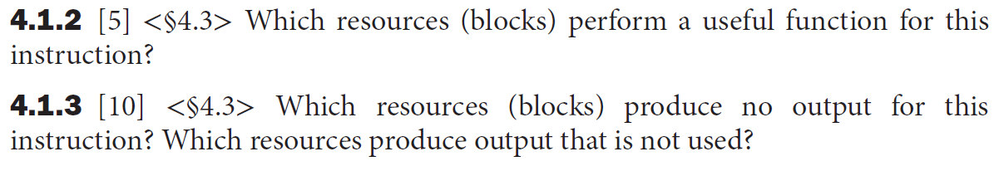 4.1.2 [5] <§4.3> Which resources (blocks) perform a useful function for this
instruction?
4.1.3 [10] <§4.3> Which resources (blocks) produce no output for this
instruction? Which resources produce output that is not used?